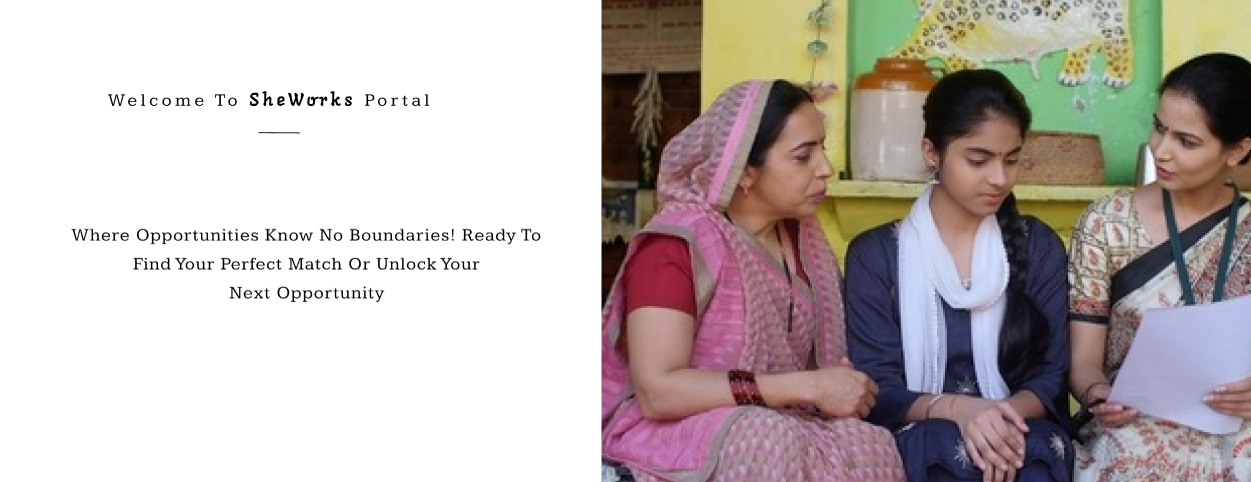 Welcome To SheWorks Portal
Where Opportunities Know No Boundaries! Ready To
Find Your Perfect Match Or Unlock Your
Next Opportunity